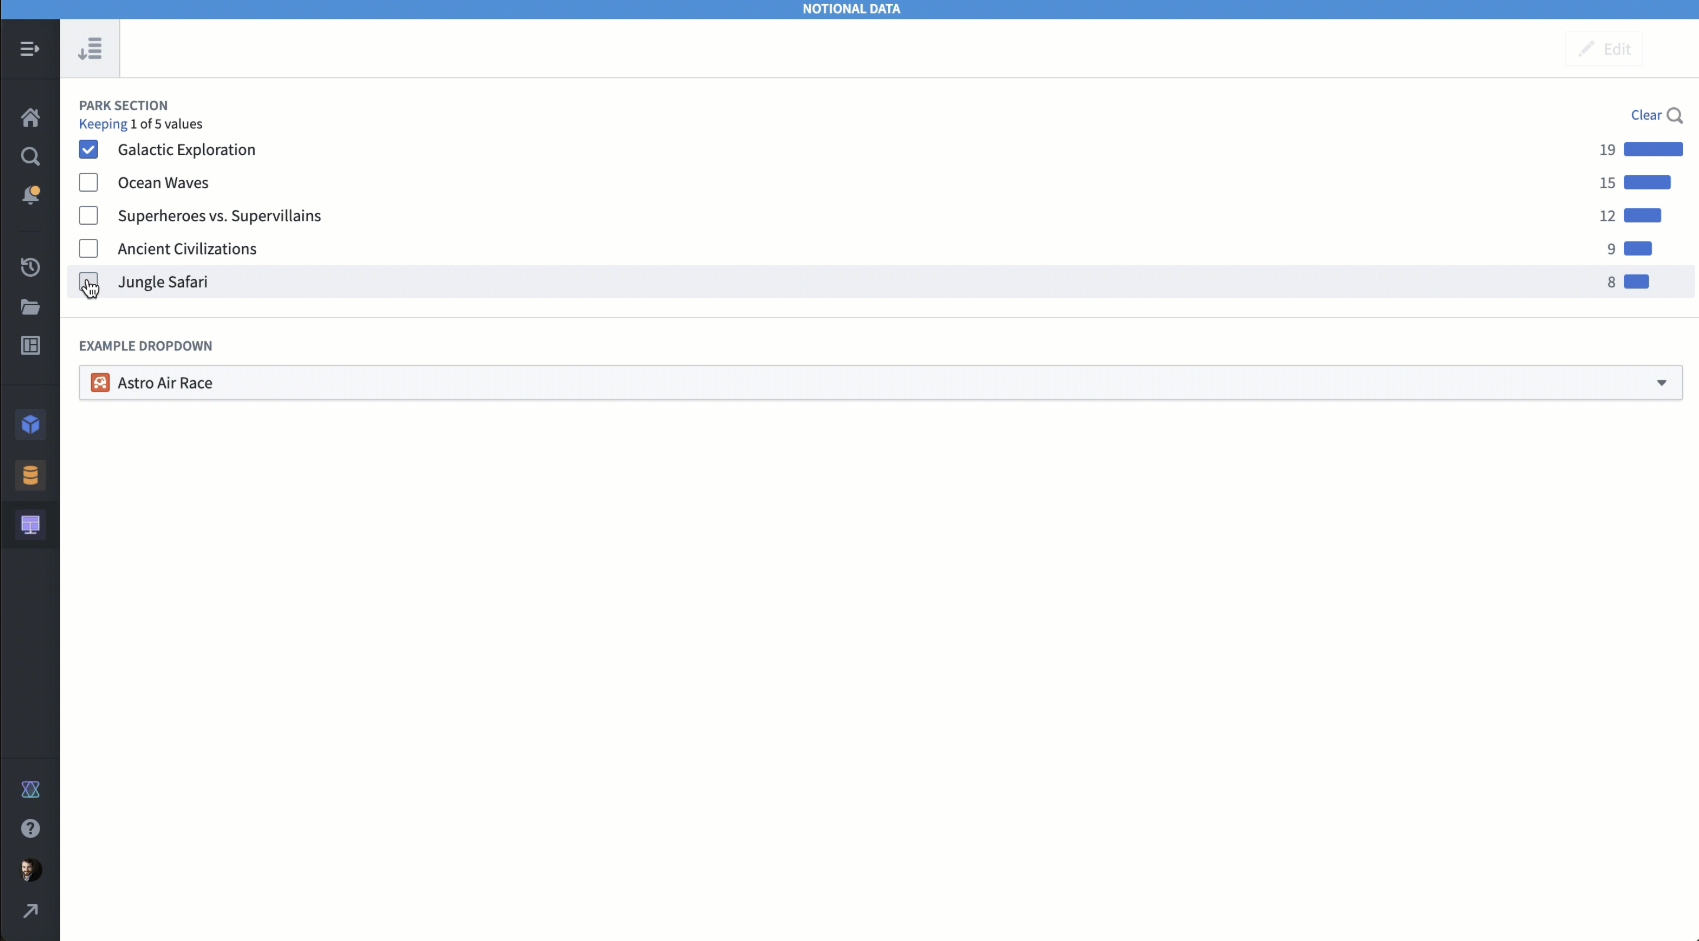 NOTIONAL DATA
Edit
PARK SECTION
Keeping 1 of 5 values
Clear
Galactic Exploration 19
Ocean Waves 15
Superheroes vs. Supervillains 12
Ancient Civilizations 9
Jungle Safari 8
EXAMPLE DROPDOWN
Astro Air Race